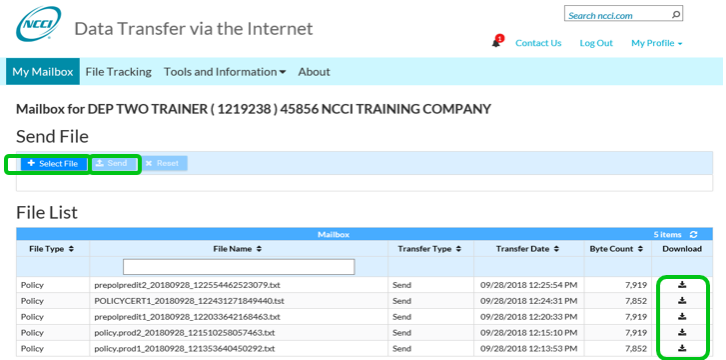 NCCI
Data Transfer via the Internet
Search ncci.com
1
Contact Us Log Out My Profile
My Mailbox File Tracking Tools and Information About
Mailbox for DEP TWO TRAINER ( 1219238 ) 45856 NCCI TRAINING COMPANY
Send File
+ Select File Send × Reset
File List
Mailbox 5 items
File Type File Name Transfer Type Transfer Date Byte Count Download
Policy prepolpredit2_20180928_122554462523079.txt Send 09/28/2018 12:25:54 PM 7,919
Policy POLICYCERT1_20180928_122431271849440.tst Send 09/28/2018 12:24:31 PM 7,852
Policy prepolpredit1_20180928_122033642168463.txt Send 09/28/2018 12:20:33 PM 7,919
Policy policy.prod2_20180928_121510258057463.txt Send 09/28/2018 12:15:10 PM 7,919
Policy policy.prod1_20180928_121353640450292.txt Send 09/28/2018 12:13:53 PM 7,852